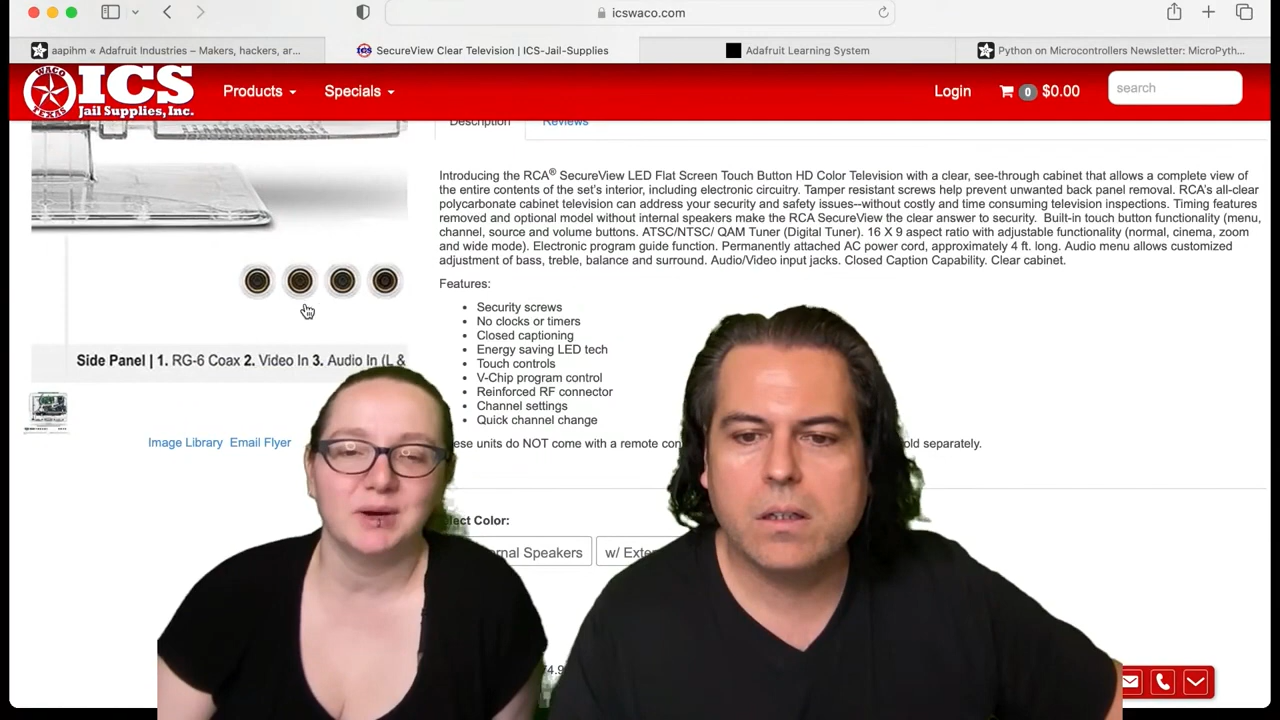 icswaco.com
aapihm « Adafruit Industries – Makers, hackers, ar...
SecureView Clear Television | ICS-Jail-Supplies
Adafruit Learning System
Python on Microcontrollers Newsletter: MicroPyth...
WACO
TEXAS
ICS
Jail Supplies, Inc.
Products
Specials
Login
0
$0.00
search
Description
Reviews
Introducing the RCA® SecureView LED Flat Screen Touch Button HD Color Television with a clear, see-through cabinet that allows a complete view of
the entire contents of the set's interior, including electronic circuitry. Tamper resistant screws help prevent unwanted back panel removal. RCA's all-clear
polycarbonate cabinet television can address your security and safety issues--without costly and time consuming television inspections. Timing features
removed and optional model without internal speakers make the RCA SecureView the clear answer to security. Built-in touch button functionality (menu,
channel, source and volume buttons. ATSC/NTSC/ QAM Tuner (Digital Tuner). 16 X 9 aspect ratio with adjustable functionality (normal, cinema, zoom
and wide mode). Electronic program guide function. Permanently attached AC power cord, approximately 4 ft. long. Audio menu allows customized
adjustment of bass, treble, balance and surround. Audio/Video input jacks. Closed Caption Capability. Clear cabinet.
Features:
Security screws
No clocks or timers
Closed captioning
Energy saving LED tech
Touch controls
V-Chip program control
Reinforced RF connector
Channel settings
Quick channel change
Side Panel | 1. RG-6 Coax 2. Video In 3. Audio In (L &
Image Library Email Flyer
ese units do NOT come with a remote con
old separately.
lect Color:
rnal Speakers
w/ Exte